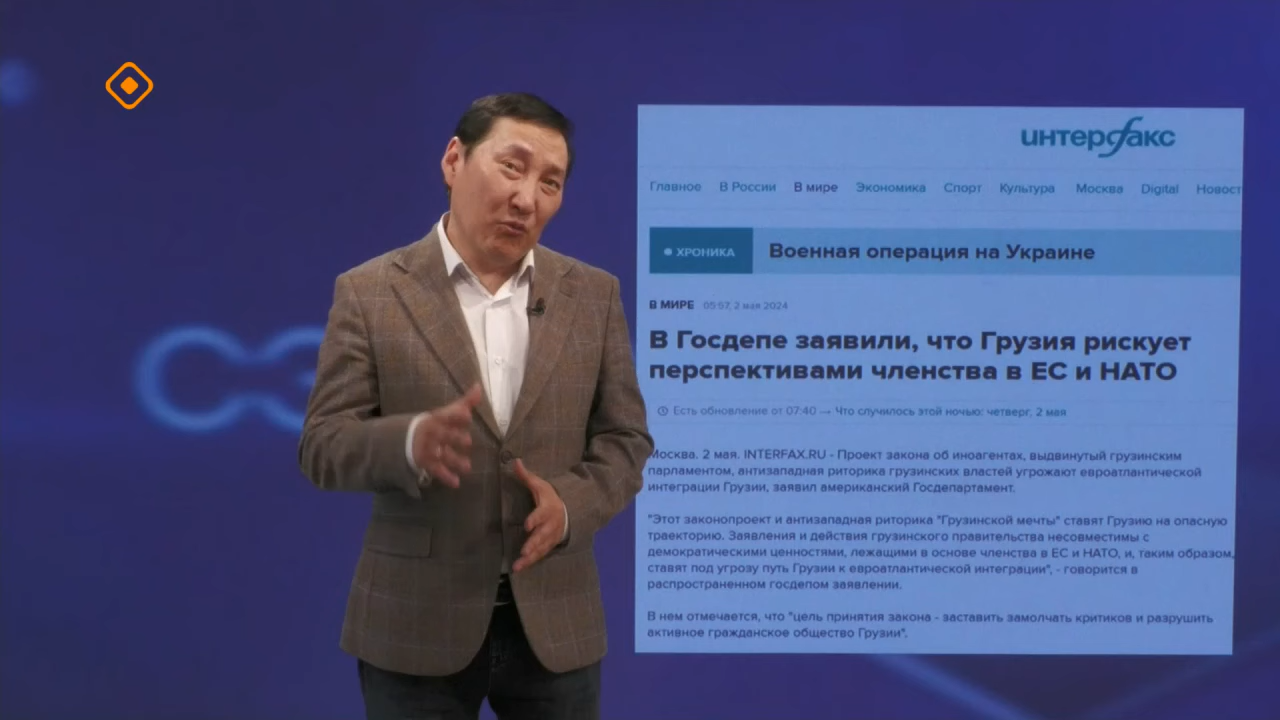 СЭ
интерфакс
Главное В России В мире Экономика Спорт Культура Москва Digital Новост
ХРОНИКА Военная операция на Украине
В МИРЕ 05:57, 2 мая 2024
В Госдепе заявили, что Грузия рискует
перспективами членства в ЕС и НАТО
Есть обновление от 07:40 → Что случилось этой ночью: четверг, 2 мая
Москва. 2 мая. INTERFAX.RU - Проект закона об иноагентах, выдвинутый грузинским
парламентом, антизападная риторика грузинских властей угрожают евроатлантической
интеграции Грузии, заявил американский Госдепартамент.
"Этот законопроект и антизападная риторика "Грузинской мечты" ставят Грузию на опасную
траекторию. Заявления и действия грузинского правительства несовместимы с
демократическими ценностями, лежащими в основе членства в ЕС и НАТО, и, таким образом,
ставят под угрозу путь Грузии к евроатлантической интеграции", - говорится в
распространенном госдепом заявлении.
В нем отмечается, что "цель принятия закона - заставить замолчать критиков и разрушить
активное гражданское общество Грузии".